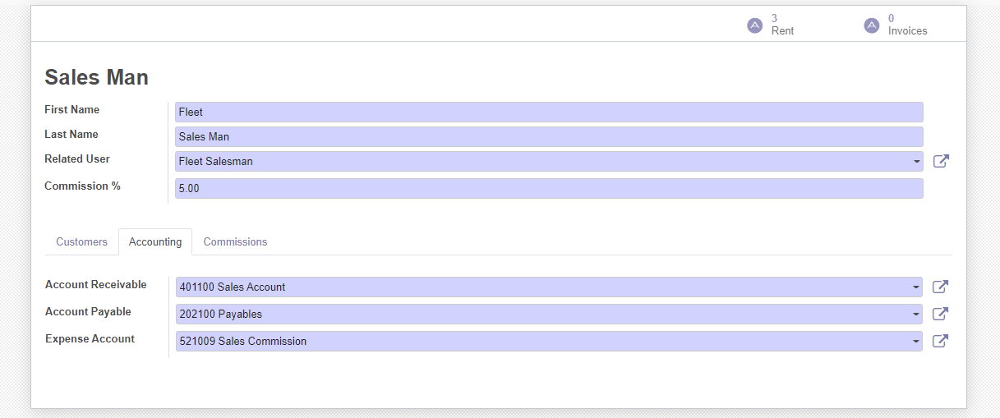 3 0
Rent Invoices
Sales Man
First Name Fleet
Last Name Sales Man
Related User Fleet Salesman
Commission % 5.00
Customers Accounting Commissions
Account Receivable 401100 Sales Account
Account Payable 202100 Payables
Expense Account 521009 Sales Commission